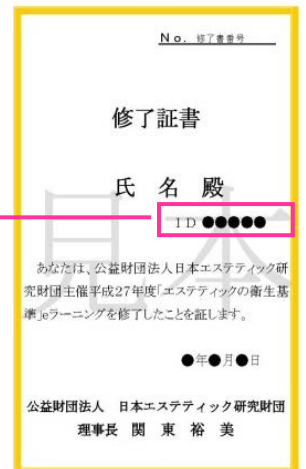 No. 修了書番号
修了証書
氏 名 殿
ID ●●●●●
見本
あなたは、公益財団法人日本エステティック研
究財団主催平成27年度「エステティックの衛生基
準」eラーニングを修了したことを証します。
●年●月●日
公益財団法人 日本エステティック研究財団
理事長 関 東 裕 美